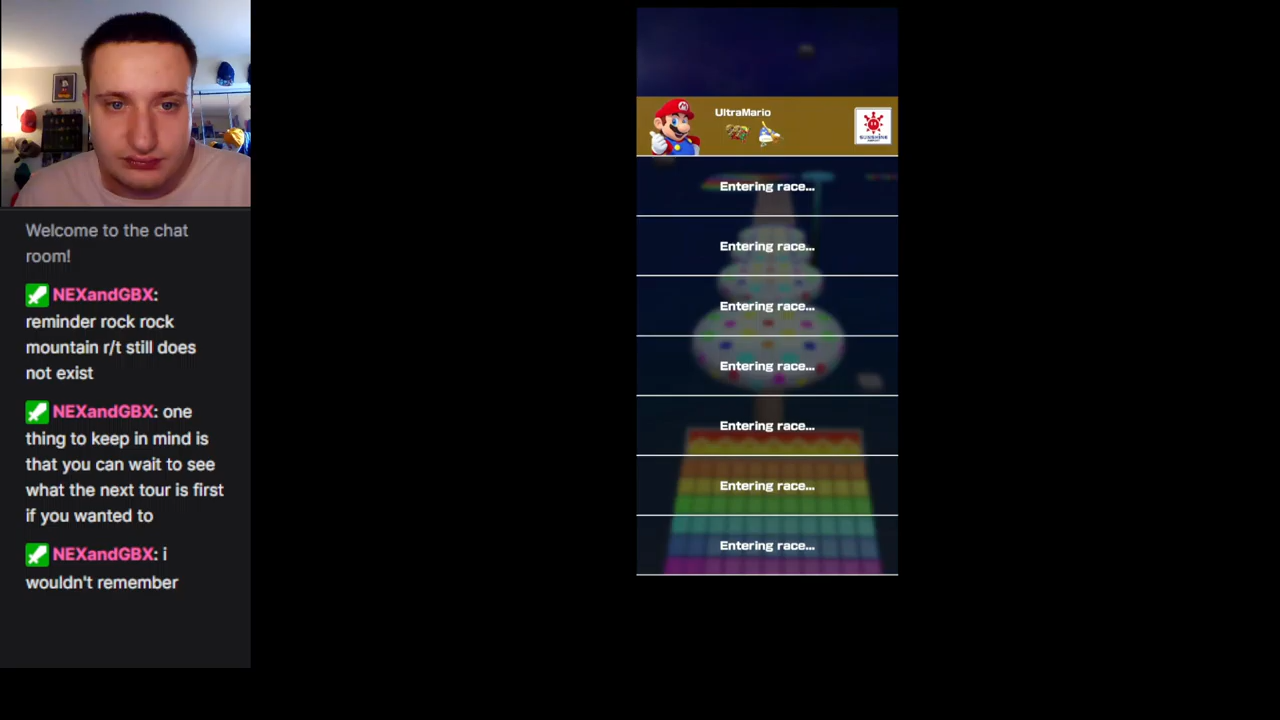 Welcome to the chat
room!
NEXandGBX:
reminder rock rock
mountain r/t still does
not exist
NEXandGBX: one
thing to keep in mind is
that you can wait to see
what the next tour is first
if you wanted to
NEXandGBX: i
wouldn't remember
UltraMario
SUNSHINE
Entering race...
Entering race...
Entering race...
Entering race...
Entering race...
Entering race...
Entering race...